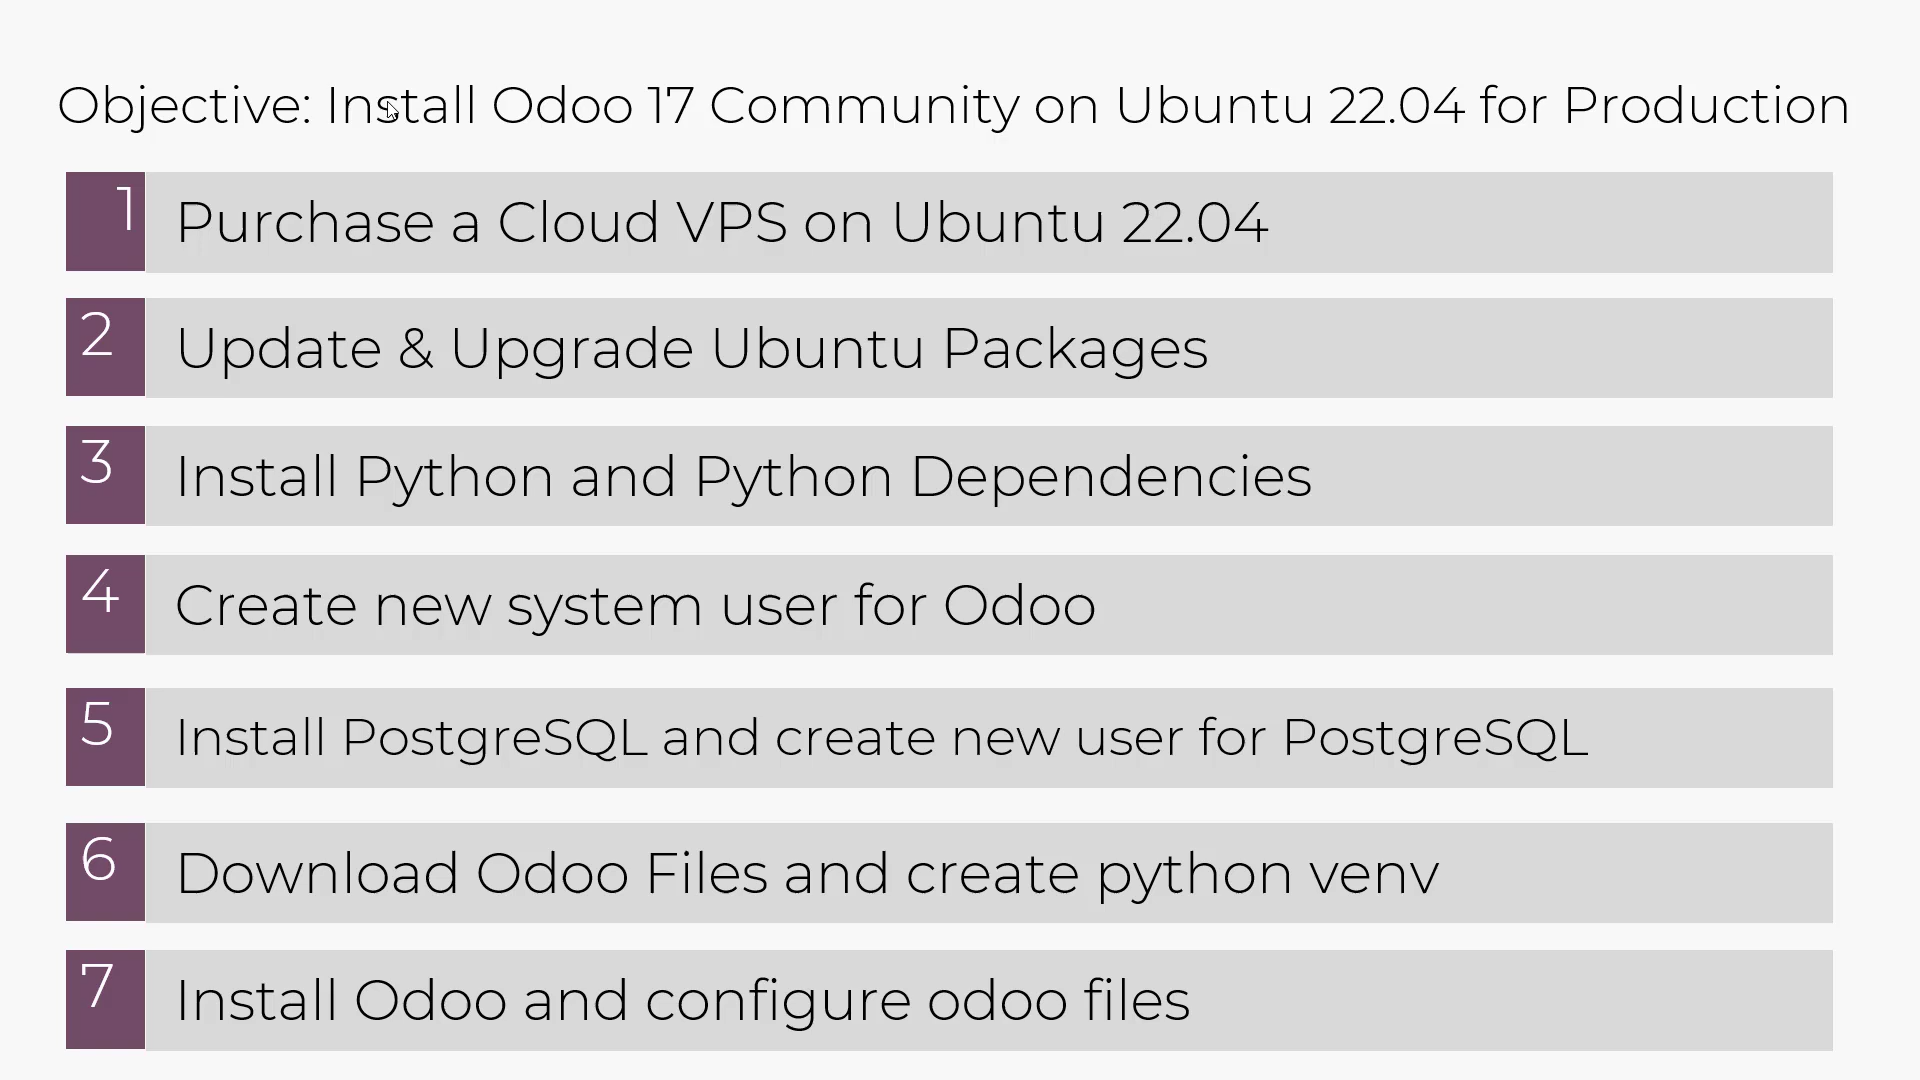 Objective: Install Odoo 17 Community on Ubuntu 22.04 for Production
1 Purchase a Cloud VPS on Ubuntu 22.04
2 Update & Upgrade Ubuntu Packages
3 Install Python and Python Dependencies
4 Create new system user for Odoo
5 Install PostgreSQL and create new user for PostgreSQL
6 Download Odoo Files and create python venv
7 Install Odoo and configure odoo files